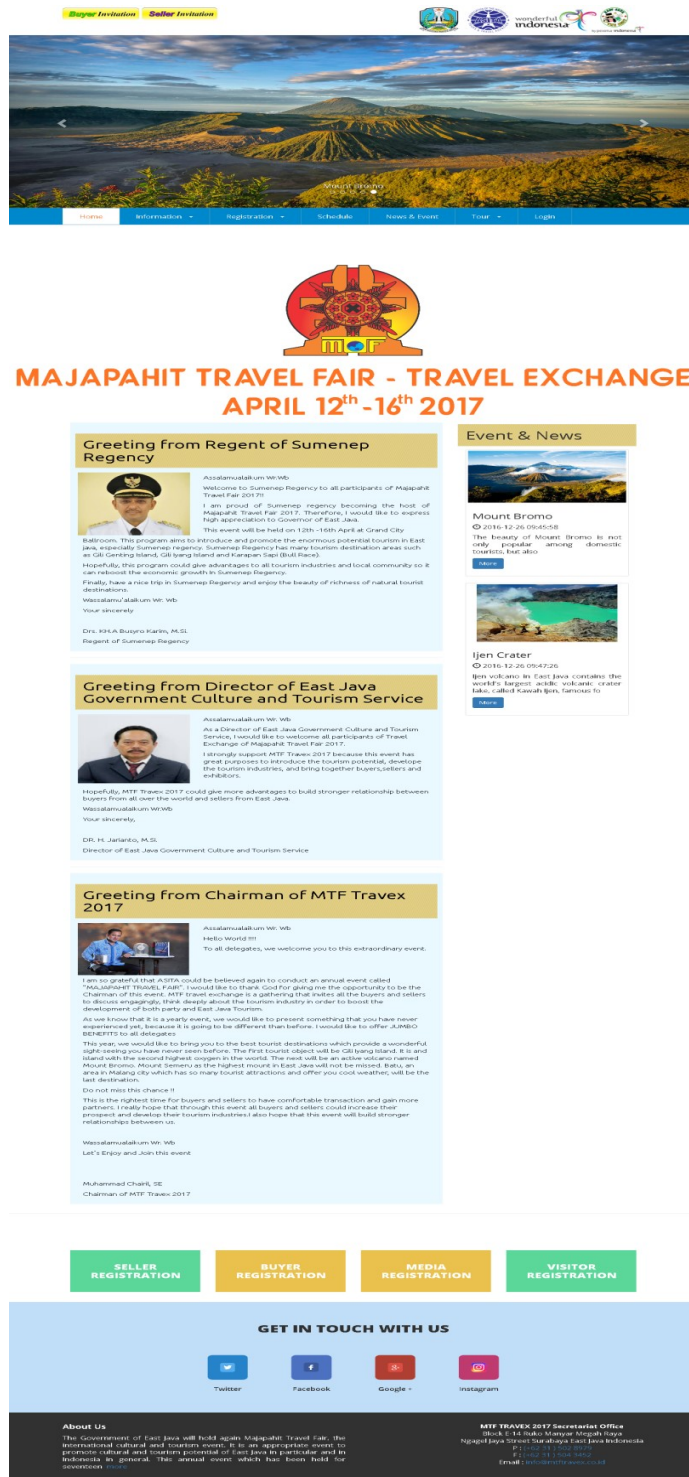 Buyer Invitation
Seller Invitation
wonderful
indonesia
Mount Bromo
Home
Information
Registration
Schedule
News & Event
Tour
Login
MOTOF
MAJAPAHIT TRAVEL FAIR - TRAVEL EXCHANGE
APRIL 12th -16th 2017
Greeting from Regent of Sumenep
Regency
Assalamualaikum Wr.Wb
Welcome to Sumenep Regency to all participants of Majapahit
Travel Fair 2017!!
I am proud of Sumenep regency becoming the host of
Majapahit Travel Fair 2017. Therefore, I would like to express
high appreciation to Governor of East Java.
This event will be held on 12th -16th April at Grand City
Ballroom. This program aims to introduce and promote the enormous potential tourism in East
java, especially Sumenep regency. Sumenep Regency has many tourism destination areas such
as Gili Genting Island, Gili Iyang Island and Karapan Sapi (Bull Race).
Hopefully, this program could give advantages to all tourism industries and local community so it
can reboost the economic growth in Sumenep Regency.
Finally, have a nice trip in Sumenep Regency and enjoy the beauty of richness of natural tourist
destinations.
Wassalamu'alaikum Wr. Wb
Your sincerely
Drs. KH.A Busyro Karim, M.Si.
Regent of Sumenep Regency
Greeting from Director of East Java
Government Culture and Tourism Service
Assalamualaikum Wr. Wb
As a Director of East Java Government Culture and Tourism
Service, I would like to welcome all participants of Travel
Exchange of Majapahit Travel Fair 2017.
I strongly support MTF Travex 2017 because this event has
great purposes to introduce the tourism potential, develope
the tourism industries, and bring together buyers,sellers and
exhibitors.
Hopefully, MTF Travex 2017 could give more advantages to build stronger relationship between
buyers from all over the world and sellers from East Java.
Wassalamualaikum Wr.Wb
Your sincerely,
DR. H. Jarianto, M.Si.
Director of East Java Government Culture and Tourism Service
Greeting from Chairman of MTF Travex
2017
Assalamualaikum Wr. Wb
Hello World !!!!
To all delegates, we welcome you to this extraordinary event.
I am so grateful that ASITA could be believed again to conduct an annual event called
"MAJAPAHIT TRAVEL FAIR". I would like to thank God for giving me the opportunity to be the
Chairman of this event. MTF travel exchange is a gathering that invites all the buyers and sellers
to discuss engagingly, think deeply about the tourism industry in order to boost the
development of both party and East Java Tourism.
As we know that it is a yearly event, we would like to present something that you have never
experienced yet, because it is going to be different than before. I would like to offer JUMBO
BENEFITS to all delegates
This year, we would like to bring you to the best tourist destinations which provide a wonderful
sight-seeing you have never seen before. The first tourist object will be Gili Iyang Island. It is and
island with the second highest oxygen in the world. The next will be an active volcano named
Mount Bromo. Mount Semeru as the highest mount in East Java will not be missed. Batu, an
area in Malang city which has so many tourist attractions and offer you cool weather, will be the
last destination.
Do not miss this chance !!
This is the rightest time for buyers and sellers to have comfortable transaction and gain more
partners. I really hope that through this event all buyers and sellers could increase their
prospect and develop their tourism industries.I also hope that this event will build stronger
relationships between us.
Wassalamualaikum Wr. Wb
Let's Enjoy and Join this event
Muhammad Chairil, SE
Chairman of MTF Travex 2017
Event & News
Mount Bromo
2016-12-26 09:45:58
The beauty of Mount Bromo is not
only popular among domestic
tourists, but also
More
Ijen Crater
2016-12-26 09:47:26
Ijen volcano in East Java contains the
world's largest acidic volcanic crater
lake, called Kawah Ijen, famous fo
More
SELLER
REGISTRATION
BUYER
REGISTRATION
MEDIA
REGISTRATION
VISITOR
REGISTRATION
GET IN TOUCH WITH US
Twitter
Facebook
Google +
Instagram
About Us
The Government of East Java will hold again Majapahit Travel Fair, the
international cultural and tourism event. It is an appropriate event to
promote cultural and tourism potential of East Java in particular and in
Indonesia in general. This annual event which has been held for
seventeen more
MTF TRAVEX 2017 Secretariat Office
Block E-14 Ruko Manyar Megah Raya
Ngagel Jaya Street Surabaya East Java Indonesia
P : (+62 31 ) 502 8979
F : (+62 31 ) 504 3452
Email : info@mtftravex.co.id